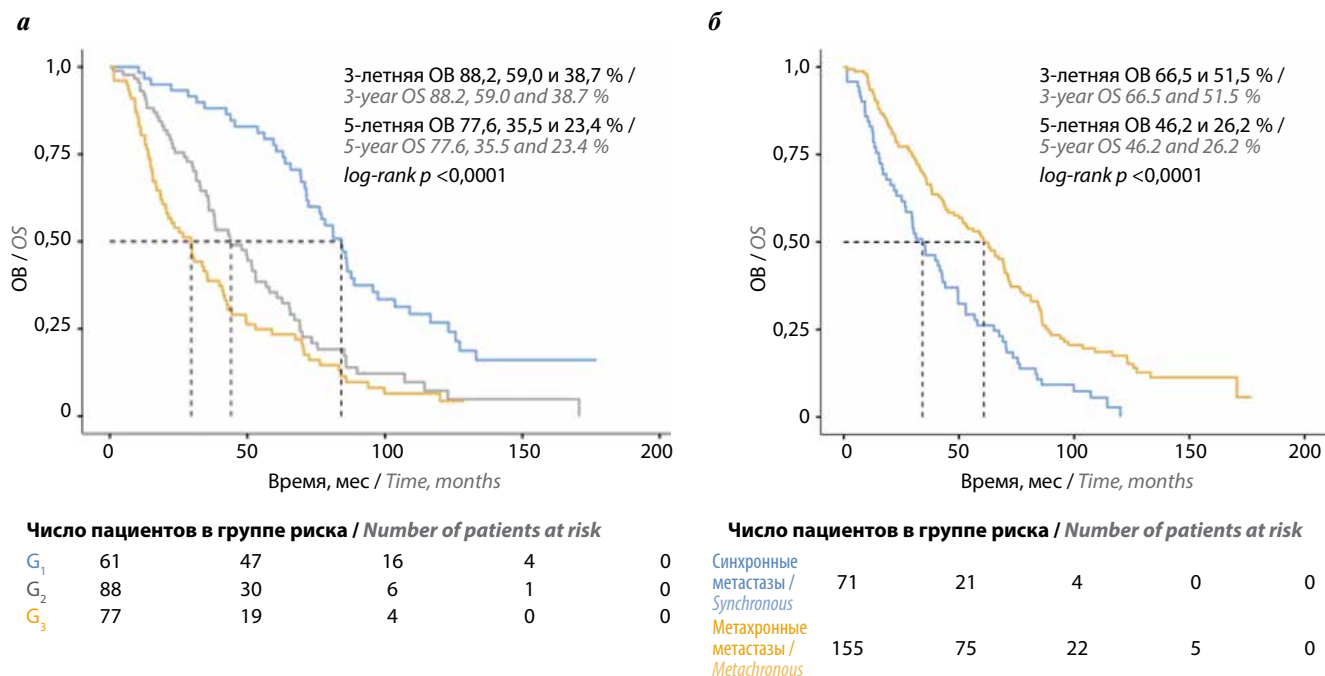 а
1,0
0,75
0,50
0,25
0
ОВ / OS
3-летняя ОВ 88,2, 59,0 и 38,7 % /
3-year OS 88.2, 59.0 and 38.7 %
5-летняя ОВ 77,6, 35,5 и 23,4 % /
5-year OS 77.6, 35.5 and 23.4 %
log-rank p <0,0001
0 50 100 150 200
Время, мес / Time, months
Число пациентов в группе риска / Number of patients at risk
G1 61 47 16 4 0
G2 88 30 6 1 0
G3 77 19 4 0 0
б
1,0
0,75
0,50
0,25
0
ОВ / OS
3-летняя ОВ 66,5 и 51,5 % /
3-year OS 66.5 and 51.5 %
5-летняя ОВ 46,2 и 26,2 % /
5-year OS 46.2 and 26.2 %
log-rank p <0,0001
0 50 100 150 200
Время, мес / Time, months
Число пациентов в группе риска / Number of patients at risk
Синхронные
метастазы / 71 21 4 0 0
Synchronous
Метахронные
метастазы / 155 75 22 5 0
Metachronous